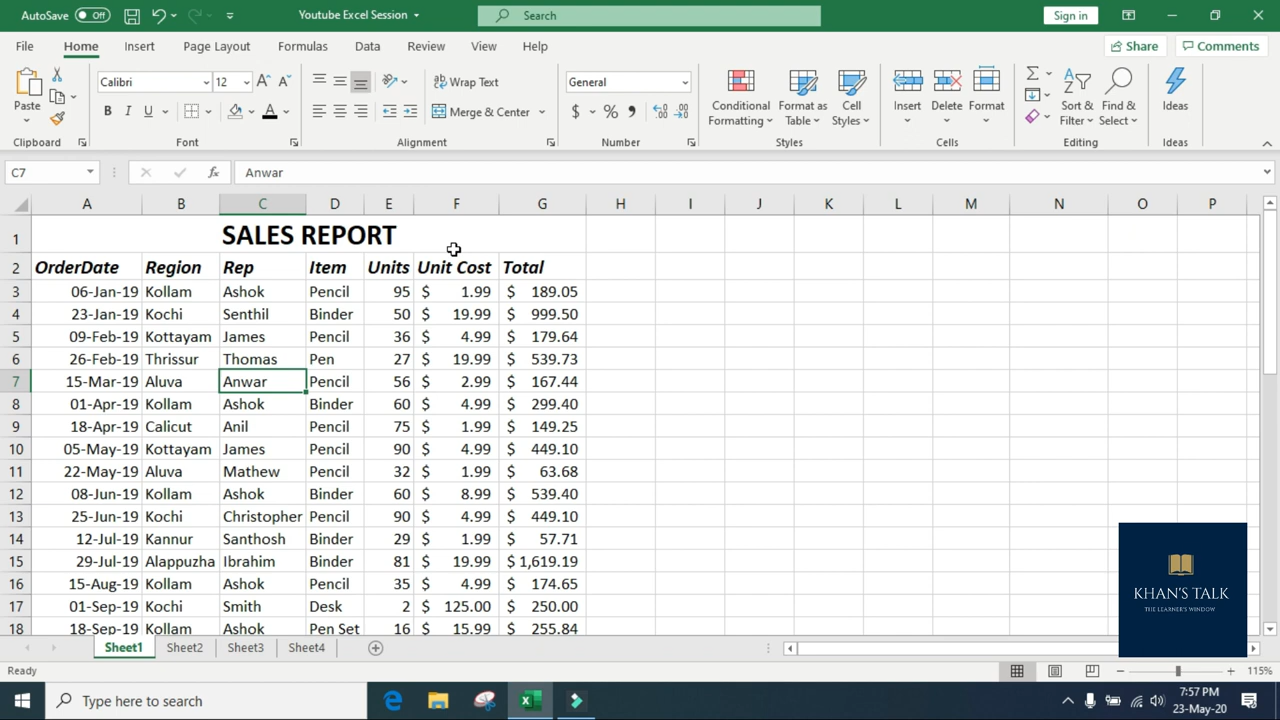 AutoSave Off Youtube Excel Session Search Sign in
File Home Insert Page Layout Formulas Data Review View Help Share Comments
Paste Calibri 12 Wrap Text General Conditional Formatting Format as Table Cell Styles Insert Delete Format Sort & Filter Find & Select Ideas
B I U Merge & Center $ %
Clipboard Font Alignment Number Styles Cells Editing Ideas
C7 fx Anwar
A B C D E F G H I J K L M N O P
1 SALES REPORT
2 OrderDate Region Rep Item Units Unit Cost Total
3 06-Jan-19 Kollam Ashok Pencil 95 $ 1.99 $ 189.05
4 23-Jan-19 Kochi Senthil Binder 50 $ 19.99 $ 999.50
5 09-Feb-19 Kottayam James Pencil 36 $ 4.99 $ 179.64
6 26-Feb-19 Thrissur Thomas Pen 27 $ 19.99 $ 539.73
7 15-Mar-19 Aluva Anwar Pencil 56 $ 2.99 $ 167.44
8 01-Apr-19 Kollam Ashok Binder 60 $ 4.99 $ 299.40
9 18-Apr-19 Calicut Anil Pencil 75 $ 1.99 $ 149.25
10 05-May-19 Kottayam James Pencil 90 $ 4.99 $ 449.10
11 22-May-19 Aluva Mathew Pencil 32 $ 1.99 $ 63.68
12 08-Jun-19 Kollam Ashok Binder 60 $ 8.99 $ 539.40
13 25-Jun-19 Kochi Christopher Pencil 90 $ 4.99 $ 449.10
14 12-Jul-19 Kannur Santhosh Binder 29 $ 1.99 $ 57.71
15 29-Jul-19 Alappuzha Ibrahim Binder 81 $ 19.99 $ 1,619.19
16 15-Aug-19 Kollam Ashok Pencil 35 $ 4.99 $ 174.65
17 01-Sep-19 Kochi Smith Desk 2 $ 125.00 $ 250.00
18 18-Sep-19 Kollam Ashok Pen Set 16 $ 15.99 $ 255.84
KHAN'S TALK
THE LEARNER'S WINDOW
Sheet1 Sheet2 Sheet3 Sheet4
Ready 115%
Type here to search 7:57 PM
23-May-20